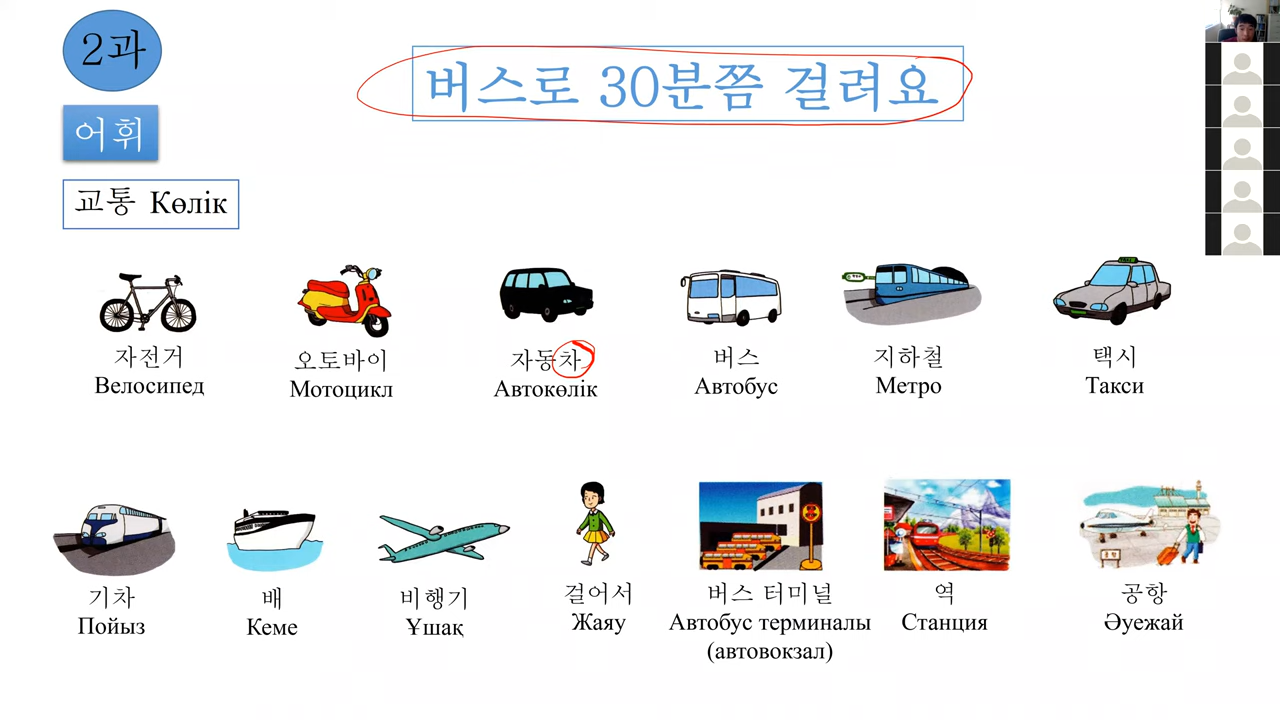 2과
버스로 30분쯤 걸려요
어휘
교통 Көлік
자전거
Велосипед
오토바이
Мотоцикл
자동차
Автокөлік
버스
Автобус
지하철
Метро
택시
Такси
기차
Пойыз
배
Кеме
비행기
Ұшақ
걸어서
Жаяу
버스 터미널
Автобус терминалы
(автовокзал)
역
Станция
공항
Әуежай